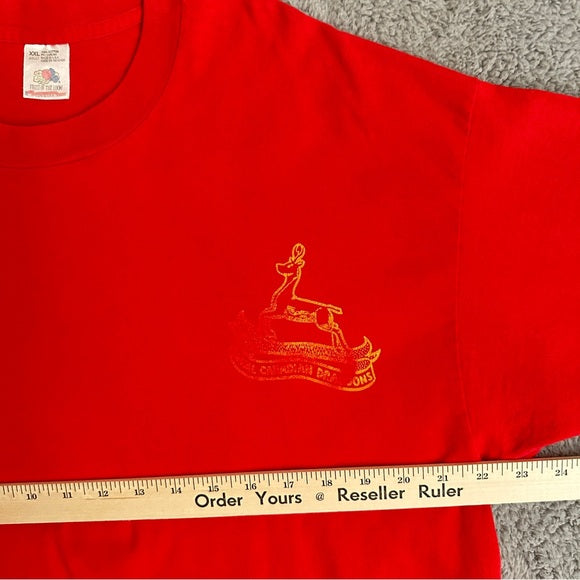 XXL
FRUIT OF THE LOOM
CANADIAN DRAGOONS
10 11 12 13 14 15 16 17 18 19 20 21 22 23 24
Order Yours @ Reseller Ruler